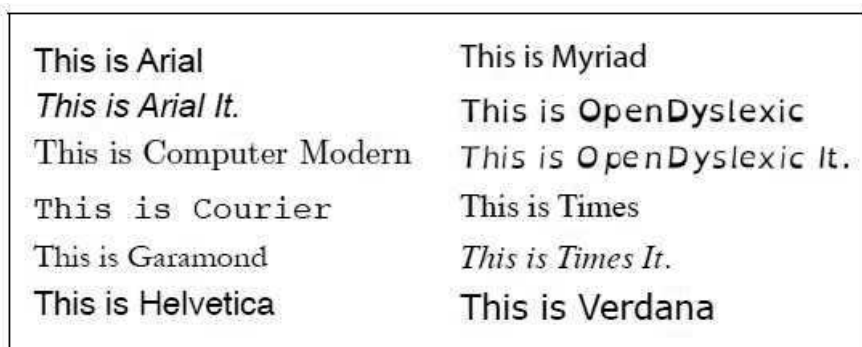 This is Arial
This is Arial It.
This is Computer Modern
This is Courier
This is Garamond
This is Helvetica
This is Myriad
This is OpenDyslexic
This is OpenDyslexic It.
This is Times
This is Times It.
This is Verdana